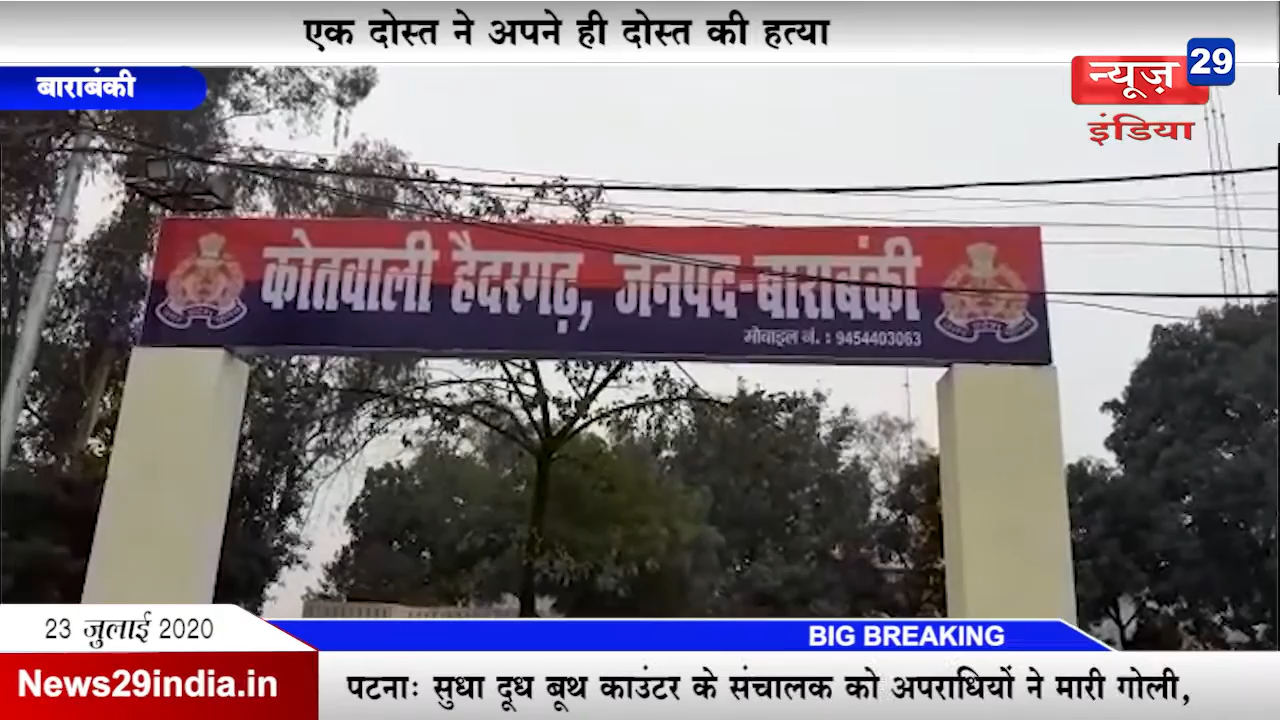 एक दोस्त ने अपने ही दोस्त की हत्या
बाराबंकी
न्यूज़ 29
इंडिया
कोतवाली हैदरगढ़, जनपद-बाराबंकी
मोबाइल नं. : 9454403063
23 जुलाई 2020
BIG BREAKING
News29india.in
पटनाः सुधा दूध बूथ काउंटर के संचालक को अपराधियों ने मारी गोली,